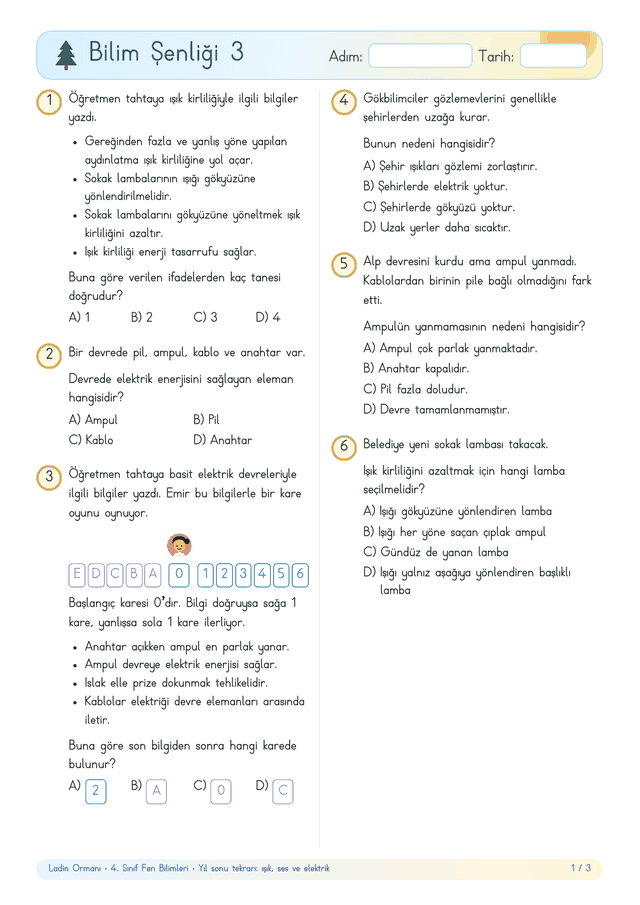 Bilim Şenliği 3
Adım:
Tarih:
1
Öğretmen tahtaya ışık kirliliğiyle ilgili bilgiler
yazdı.
• Gereğinden fazla ve yanlış yöne yapılan
aydınlatma ışık kirliliğine yol açar.
• Sokak lambalarının ışığı gökyüzüne
yönlendirilmelidir.
• Sokak lambalarını gökyüzüne yöneltmek ışık
kirliliğini azaltır.
• Işık kirliliği enerji tasarrufu sağlar.
Buna göre verilen ifadelerden kaç tanesi
doğrudur?
A) 1 B) 2 C) 3 D) 4
2
Bir devrede pil, ampul, kablo ve anahtar var.
Devrede elektrik enerjisini sağlayan eleman
hangisidir?
A) Ampul B) Pil
C) Kablo D) Anahtar
3
Öğretmen tahtaya basit elektrik devreleriyle
ilgili bilgiler yazdı. Emir bu bilgilerle bir kare
oyunu oynuyor.
E D C B A 0 1 2 3 4 5 6
Başlangıç karesi 0'dır. Bilgi doğruysa sağa 1
kare, yanlışsa sola 1 kare ilerliyor.
• Anahtar açıkken ampul en parlak yanar.
• Ampul devreye elektrik enerjisi sağlar.
• Islak elle prize dokunmak tehlikelidir.
• Kablolar elektriği devre elemanları arasında
iletir.
Buna göre son bilgiden sonra hangi karede
bulunur?
A) 2 B) A C) 0 D) C
4
Gökbilimciler gözlemevlerini genellikle
şehirlerden uzağa kurar.
Bunun nedeni hangisidir?
A) Şehir ışıkları gözlemi zorlaştırır.
B) Şehirlerde elektrik yoktur.
C) Şehirlerde gökyüzü yoktur.
D) Uzak yerler daha sıcaktır.
5
Alp devresini kurdu ama ampul yanmadı.
Kablolardan birinin pile bağlı olmadığını fark
etti.
Ampulün yanmamasının nedeni hangisidir?
A) Ampul çok parlak yanmaktadır.
B) Anahtar kapalıdır.
C) Pil fazla doludur.
D) Devre tamamlanmamıştır.
6
Belediye yeni sokak lambası takacak.
Işık kirliliğini azaltmak için hangi lamba
seçilmelidir?
A) Işığı gökyüzüne yönlendiren lamba
B) Işığı her yöne saçan çıplak ampul
C) Gündüz de yanan lamba
D) Işığı yalnız aşağıya yönlendiren başlıklı
lamba
Ladin Ormanı • 4. Sınıf Fen Bilimleri • Yıl sonu tekrarı: ışık, ses ve elektrik
1 / 3